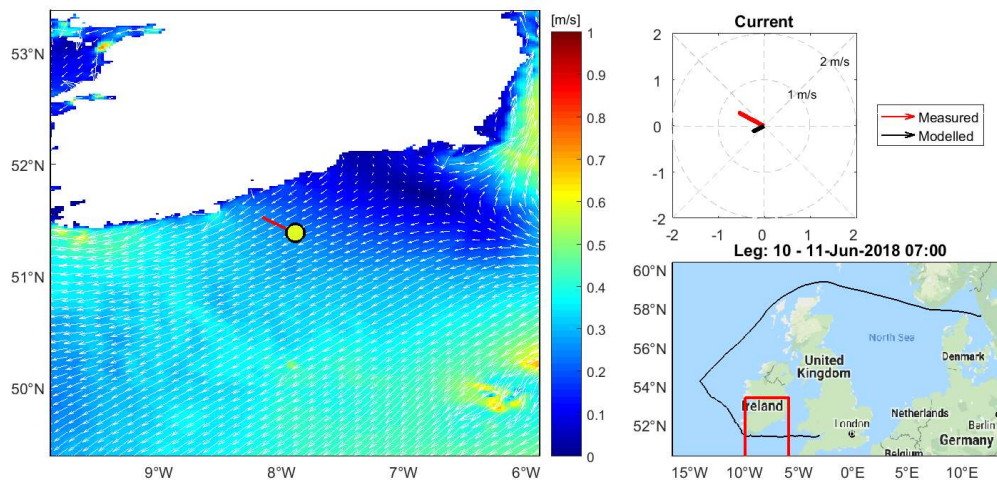 53°N
52°N
51°N
50°N
9°W
8°W
7°W
6°W
[m/s]
1
0.9
0.8
0.7
0.6
0.5
0.4
0.3
0.2
0.1
0
Current
2
1
0
-1
-2
-2
-1
0
1
2
2 m/s
1 m/s
Measured
Modelled
Leg: 10 - 11-Jun-2018 07:00
60°N
58°N
56°N
54°N
52°N
15°W
10°W
5°W
0°E
5°E
10°E
North Sea
United
Kingdom
Denmark
Ireland
London
Netherlands
Berlin
Belgium
Germany